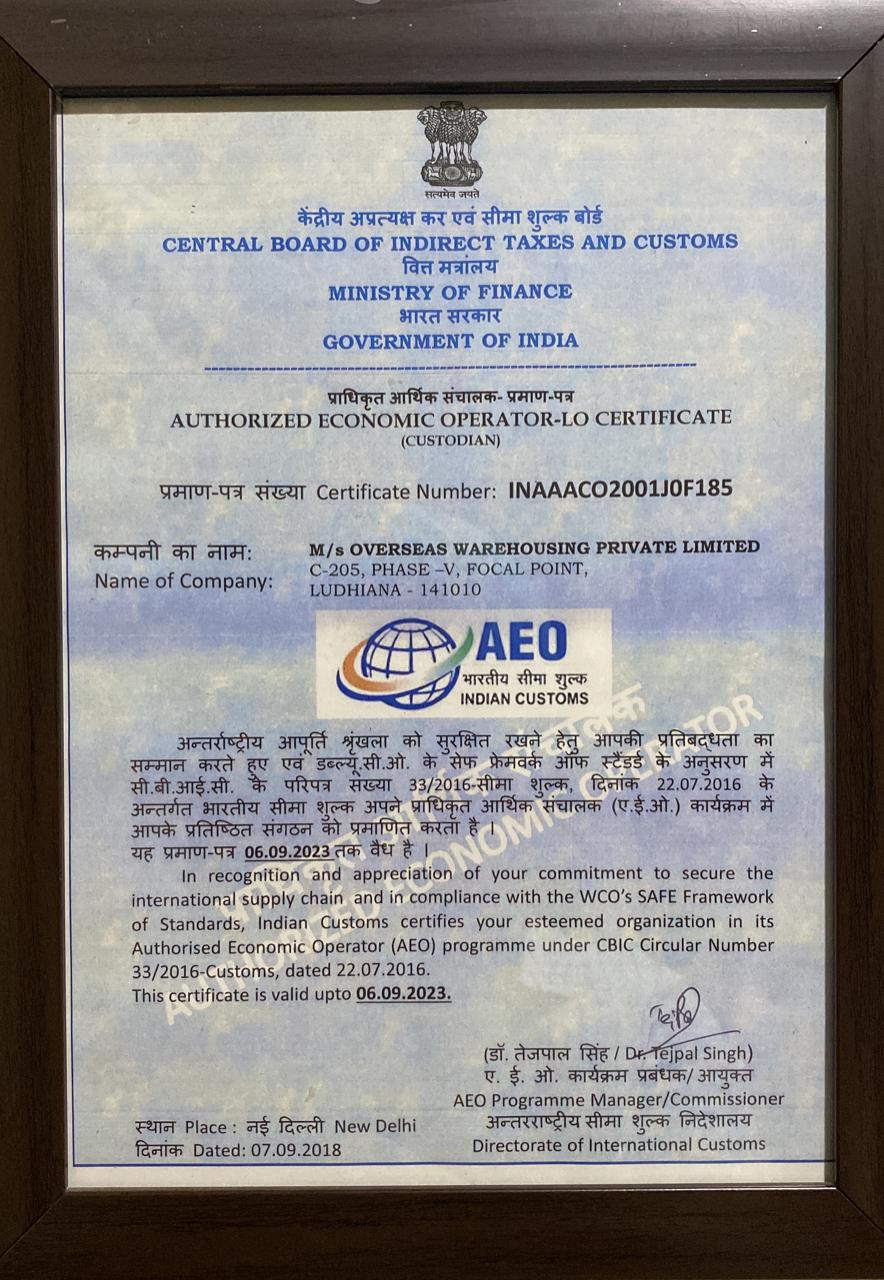 सत्यमेव जयते
केंद्रीय अप्रत्यक्ष कर एवं सीमा शुल्क बोर्ड
CENTRAL BOARD OF INDIRECT TAXES AND CUSTOMS
वित्त मत्रांलय
MINISTRY OF FINANCE
भारत सरकार
GOVERNMENT OF INDIA
प्राधिकृत आर्थिक संचालक- प्रमाण-पत्र
AUTHORIZED ECONOMIC OPERATOR-LO CERTIFICATE
(CUSTODIAN)
प्रमाण-पत्र संख्या Certificate Number: INAAACO2001J0F185
कम्पनी का नाम: M/s OVERSEAS WAREHOUSING PRIVATE LIMITED
Name of Company: C-205, PHASE –V, FOCAL POINT,
LUDHIANA - 141010
AEO
भारतीय सीमा शुल्क
INDIAN CUSTOMS
अन्तर्राष्ट्रीय आपूर्ति श्रृंखला को सुरक्षित रखने हेतु आपकी प्रतिबद्धता का
सम्मान करते हुए एवं डब्ल्यू.सी.ओ. के सेफ फ्रेमवर्क ऑफ स्टैंडर्ड के अनुसरण में
सी.बी.आई.सी. के परिपत्र संख्या 33/2016-सीमा शुल्क, दिनांक 22.07.2016 के
अन्तर्गत भारतीय सीमा शुल्क अपने प्राधिकृत आर्थिक संचालक (ए.ई.ओ.) कार्यक्रम में
आपके प्रतिष्ठित संगठन को प्रमाणित करता है ।
यह प्रमाण-पत्र 06.09.2023 तक वैध है ।
In recognition and appreciation of your commitment to secure the
international supply chain and in compliance with the WCO's SAFE Framework
of Standards, Indian Customs certifies your esteemed organization in its
Authorised Economic Operator (AEO) programme under CBIC Circular Number
33/2016-Customs, dated 22.07.2016.
This certificate is valid upto 06.09.2023.
प्राधिकृत आर्थिक संचालक
AUTHORIZED ECONOMIC OPERATOR
(डॉ. तेजपाल सिंह / Dr. Tejpal Singh)
ए. ई. ओ. कार्यक्रम प्रबंधक/ आयुक्त
AEO Programme Manager/Commissioner
स्थान Place : नई दिल्ली New Delhi अन्तरराष्ट्रीय सीमा शुल्क निदेशालय
दिनांक Dated: 07.09.2018 Directorate of International Customs